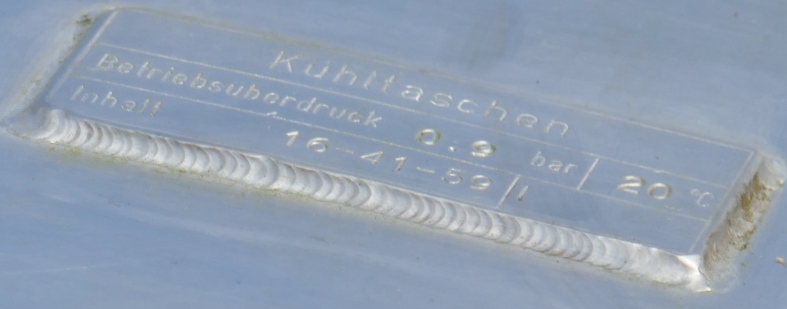 Kühltaschen
Betriebsüberdruck 0.9 bar 20 °C
Inhalt 16-41-59 l